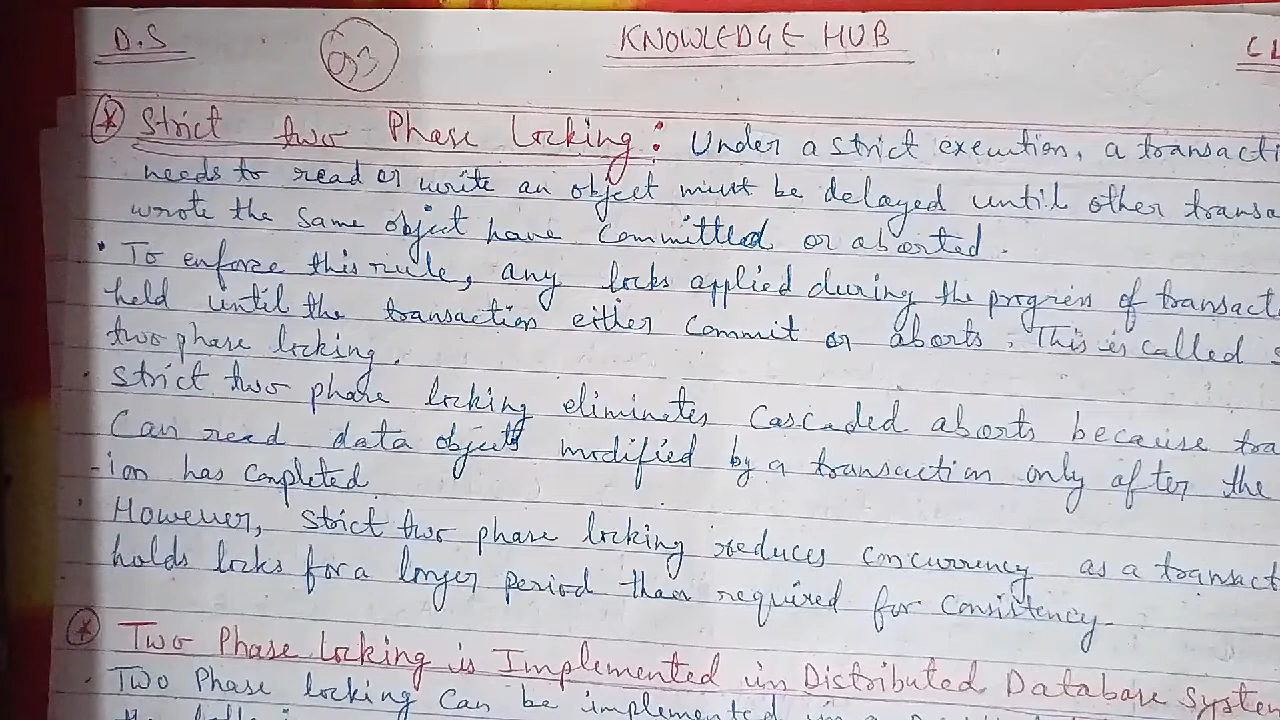 D.S KNOWLEDGE HUB
Strict two Phase Locking: Under a strict execution, a transacti
needs to read or write an object must be delayed until other transa
wrote the same object have committed or aborted.
To enforce this rule, any locks applied during the progress of transact
held until the transaction either commit or aborts. This is called s
two phase locking.
Strict two phase locking eliminates cascaded aborts because tra
can read data objects modified by a transaction only after the
-ion has completed
However, strict two phase locking reduces concurrency as a transact
holds locks for a longer period than required for consistency.
Two Phase Locking is Implemented in Distributed Database System
Two Phase locking can be implemented in a